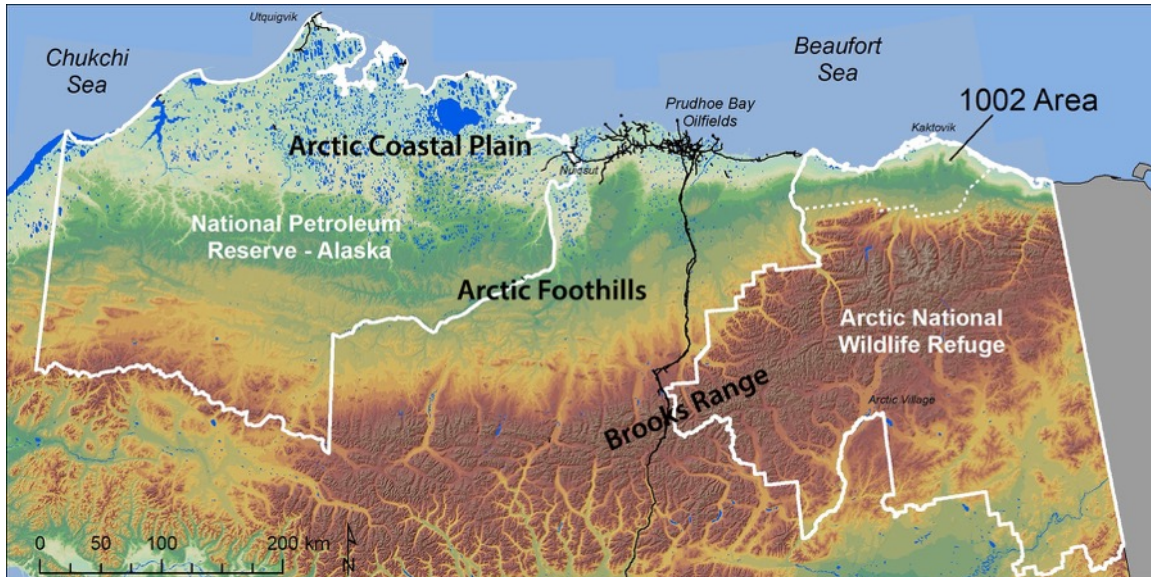 Utquigvik
Chukchi
Sea
Beaufort
Sea
1002 Area
Prudhoe Bay
Oilfields
Kaktovik
Arctic Coastal Plain
Nuiqsut
National Petroleum
Reserve - Alaska
Arctic Foothills
Arctic National
Wildlife Refuge
Brooks Range
Arctic Village
0 50 100 200 km
N